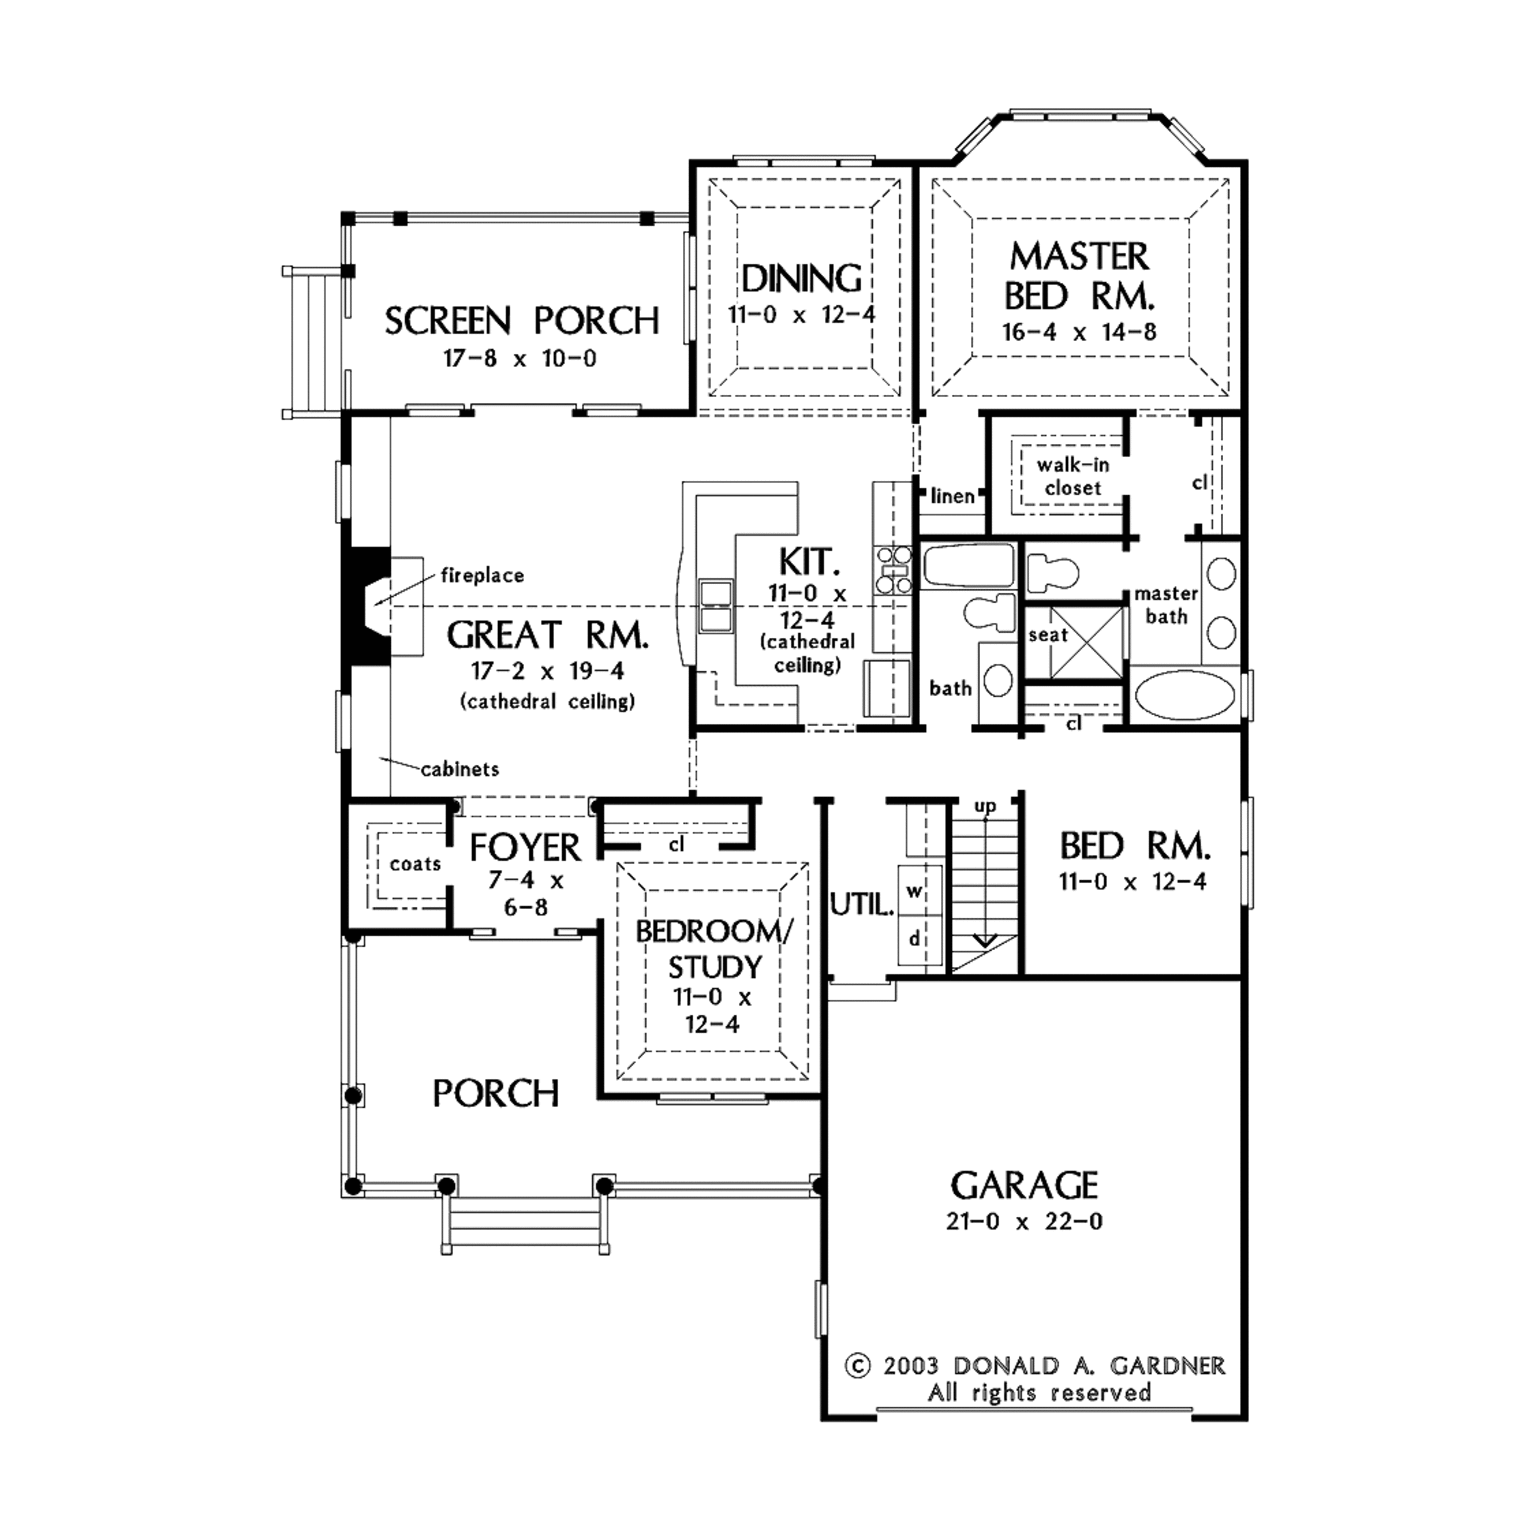 MASTER
BED RM.
16-4 x 14-8
DINING
11-0 x 12-4
SCREEN PORCH
17-8 x 10-0
walk-in
closet
cl
linen
KIT.
11-0 x
12-4
(cathedral
ceiling)
fireplace
GREAT RM.
17-2 x 19-4
(cathedral ceiling)
master
bath
seat
bath
cl
cabinets
up
FOYER
7-4 x
6-8
coats
cl
BED RM.
11-0 x 12-4
UTIL.
w
d
BEDROOM/
STUDY
11-0 x
12-4
PORCH
GARAGE
21-0 x 22-0
© 2003 DONALD A. GARDNER
All rights reserved